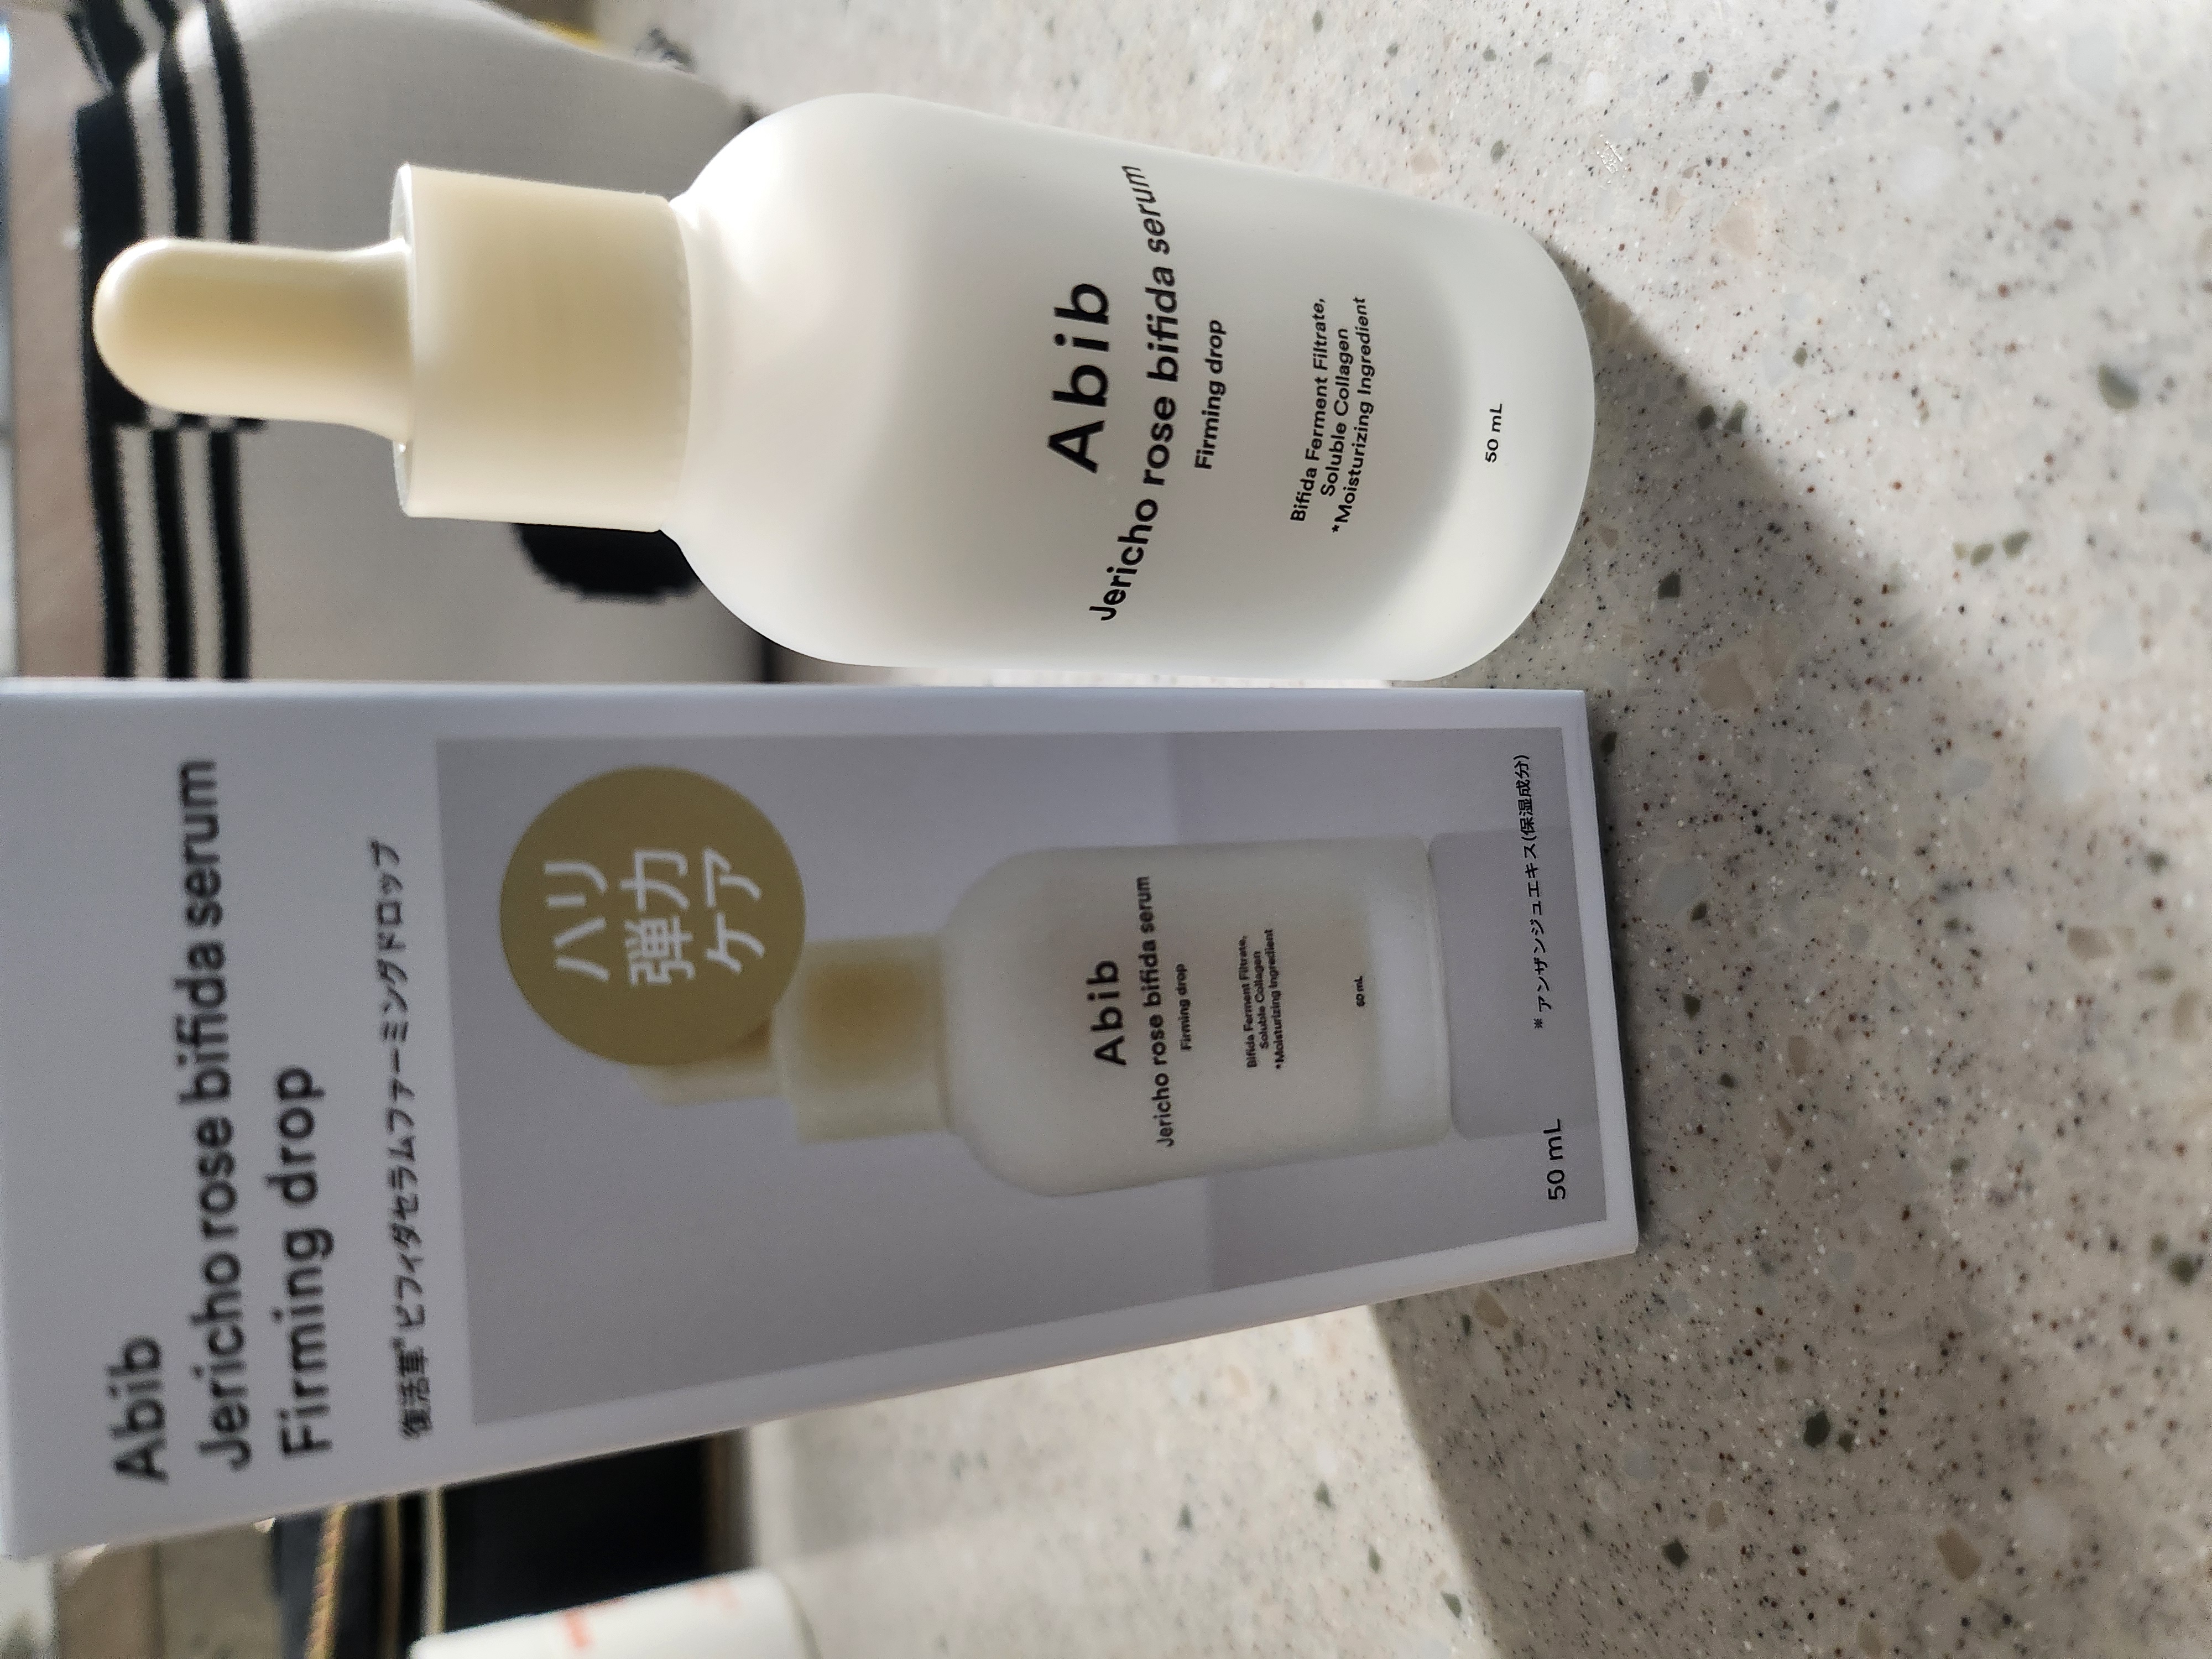 Abib
Jericho rose bifida serum
Firming drop
復活草*ビフィダセラムファーミングドロップ
ハリ
弾力
ケア
Abib
Jericho rose bifida serum
Firming drop
Bifida Ferment Filtrate,
Soluble Collagen
*Moisturizing Ingredient
50 mL
50 mL
※アンザンジュエキス(保湿成分)
Abib
Jericho rose bifida serum
Firming drop
Bifida Ferment Filtrate,
Soluble Collagen
*Moisturizing Ingredient
50 mL